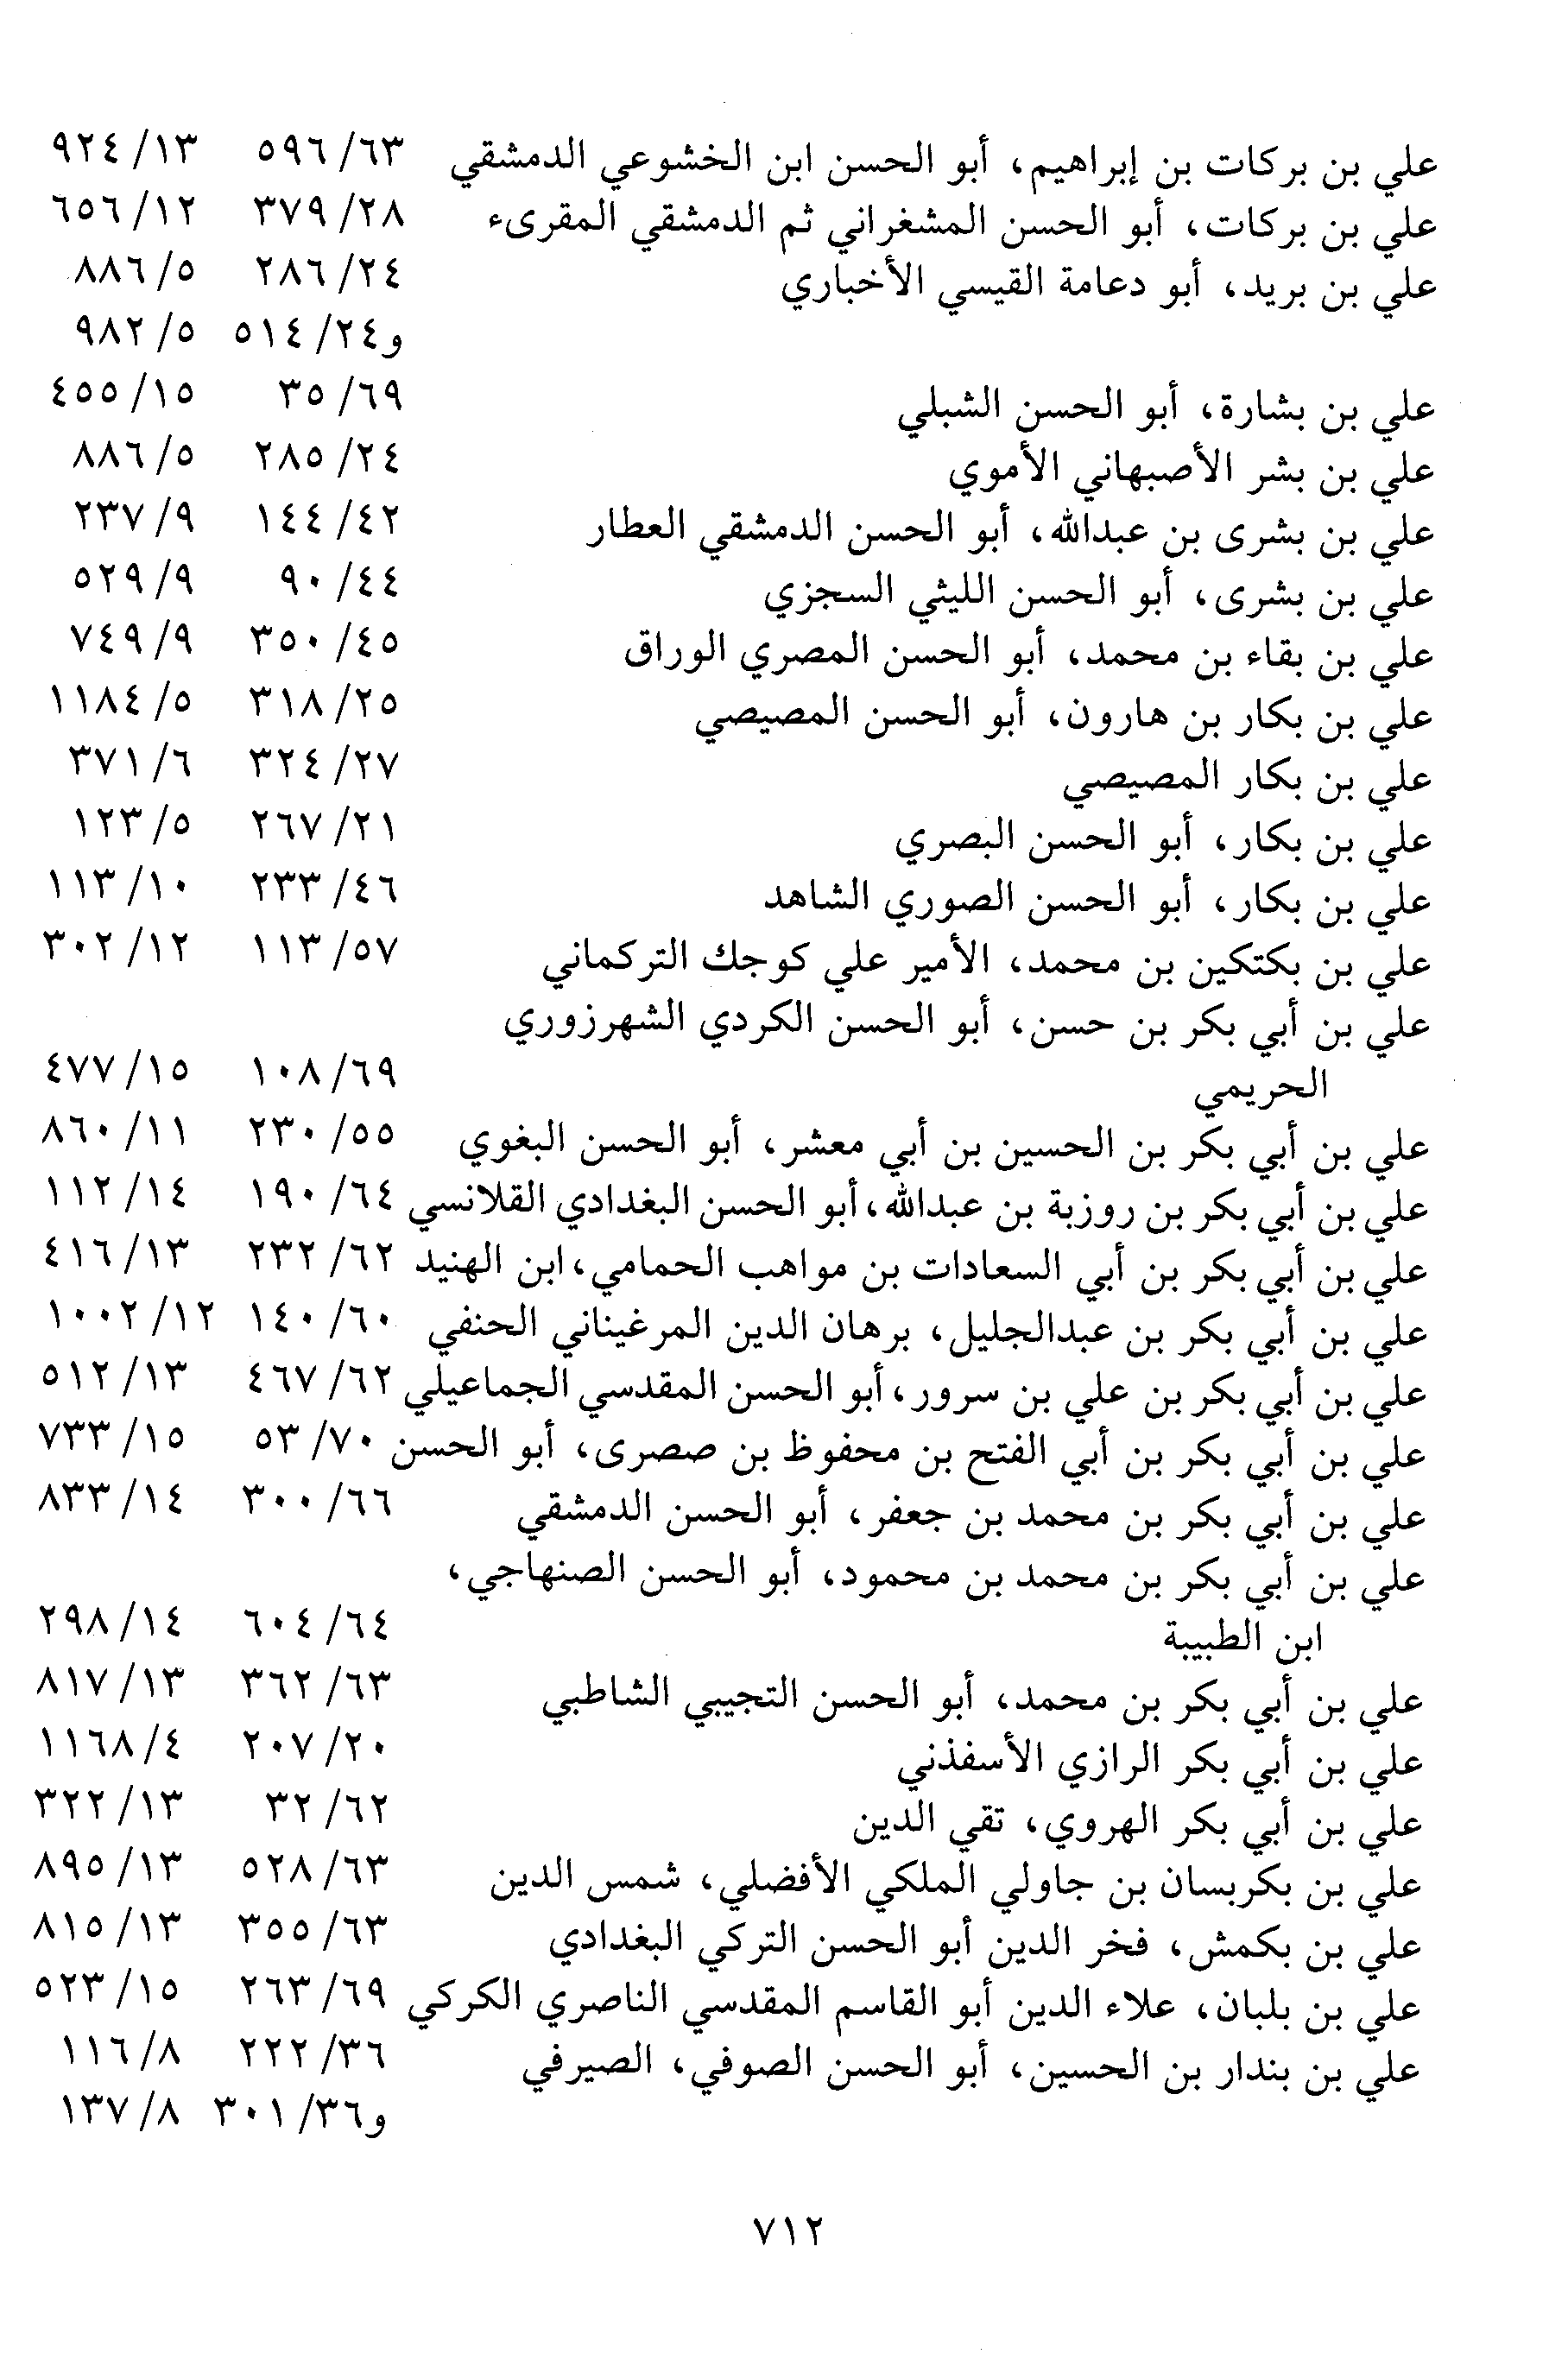 علي بن بركات بن إبراهيم، أبو الحسن ابن الخشوعي الدمشقي ٦٣/ ٥٩٦ ١٣/ ٩٢٤
علي بن بركات، أبو الحسن المشغراني ثم الدمشقي المقرىء ٢٨/ ٣٧٩ ١٢/ ٦٥٦
علي بن بريد، أبو دعامة القيسي الأخباري ٢٤/ ٢٨٦ ٥/ ٨٨٦
و٢٤/ ٥١٤ ٥/ ٩٨٢
علي بن بشارة، أبو الحسن الشبلي ٦٩/ ٣٥ ١٥/ ٤٥٥
علي بن بشر الأصبهاني الأموي ٢٤/ ٢٨٥ ٥/ ٨٨٦
علي بن بشرى بن عبدالله، أبو الحسن الدمشقي العطار ٤٢/ ١٤٤ ٩/ ٢٣٧
علي بن بشرى، أبو الحسن الليثي السجزي ٤٤/ ٩٠ ٩/ ٥٢٩
علي بن بقاء بن محمد، أبو الحسن المصري الوراق ٤٥/ ٣٥٠ ٩/ ٧٤٩
علي بن بكار بن هارون، أبو الحسن المصيصي ٢٥/ ٣١٨ ٥/ ١١٨٤
علي بن بكار المصيصي ٢٧/ ٣٢٤ ٦/ ٣٧١
علي بن بكار، أبو الحسن البصري ٢١/ ٢٦٧ ٥/ ١٢٣
علي بن بكار، أبو الحسن الصوري الشاهد ٤٦/ ٢٣٣ ١٠/ ١١٣
علي بن بكتكين بن محمد، الأمير علي كوجك التركماني ٥٧/ ١١٣ ١٢/ ٣٠٢
علي بن أبي بكر بن حسن، أبو الحسن الكردي الشهرزوري
الحريمي ٦٩/ ١٠٨ ١٥/ ٤٧٧
علي بن أبي بكر بن الحسين بن أبي معشر، أبو الحسن البغوي ٥٥/ ٢٣٠ ١١/ ٨٦٠
علي بن أبي بكر بن روزبة بن عبدالله، أبو الحسن البغدادي القلانسي ٦٤/ ١٩٠ ١٤/ ١١٢
علي بن أبي بكر بن أبي السعادات بن مواهب الحمامي، ابن الهنيد ٦٢/ ٢٣٢ ١٣/ ٤١٦
علي بن أبي بكر بن عبدالجليل، برهان الدين المرغيناني الحنفي ٦٠/ ١٤٠ ١٢/ ١٠٠٢
علي بن أبي بكر بن علي بن سرور، أبو الحسن المقدسي الجماعيلي ٦٢/ ٤٦٧ ١٣/ ٥١٢
علي بن أبي بكر بن أبي الفتح بن محفوظ بن صصرى، أبو الحسن ٧٠/ ٥٣ ١٥/ ٧٣٣
علي بن أبي بكر بن محمد بن جعفر، أبو الحسن الدمشقي ٦٦/ ٣٠٠ ١٤/ ٨٣٣
علي بن أبي بكر بن محمد بن محمود، أبو الحسن الصنهاجي،
ابن الطبيبة ٦٤/ ٦٠٤ ١٤/ ٢٩٨
علي بن أبي بكر بن محمد، أبو الحسن التجيبي الشاطبي ٦٣/ ٣٦٢ ١٣/ ٨١٧
علي بن أبي بكر الرازي الأسفذني ٢٠/ ٢٠٧ ٤/ ١١٦٨
علي بن أبي بكر الهروي، تقي الدين ٦٢/ ٣٢ ١٣/ ٣٢٢
علي بن بكربسان بن جاولي الملكي الأفضلي، شمس الدين ٦٣/ ٥٢٨ ١٣/ ٨٩٥
علي بن بكمش، فخر الدين أبو الحسن التركي البغدادي ٦٣/ ٣٥٥ ١٣/ ٨١٥
علي بن بلبان، علاء الدين أبو القاسم المقدسي الناصري الكركي ٦٩/ ٢٦٣ ١٥/ ٥٢٣
علي بن بندار بن الحسين، أبو الحسن الصوفي، الصيرفي ٣٦/ ٢٢٢ ٨/ ١١٦
و٣٦/ ٣٠١ ٨/ ١٣٧
٧١٢